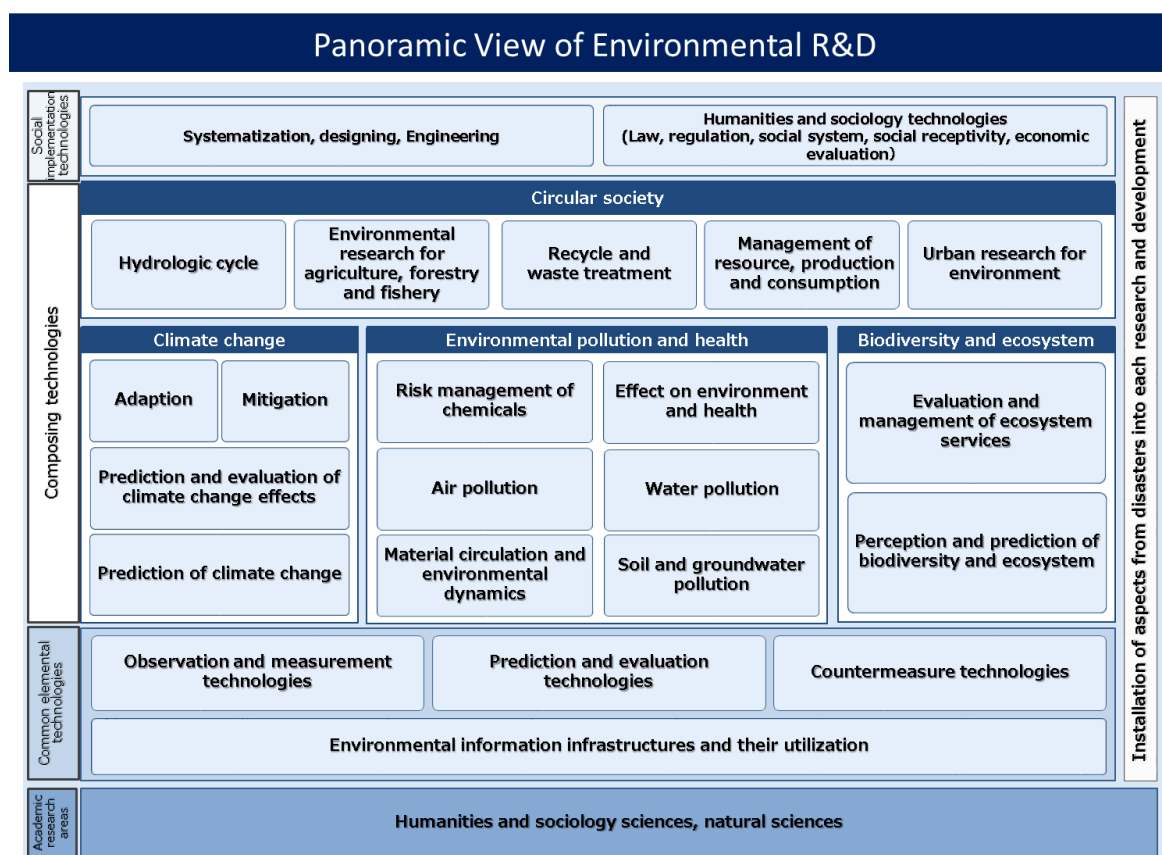 Panoramic View of Environmental R&D
Social
implementation
technologies
Systematization, designing, Engineering
Humanities and sociology technologies
(Law, regulation, social system, social receptivity, economic
evaluation)
Composing technologies
Circular society
Hydrologic cycle
Environmental
research for
agriculture, forestry
and fishery
Recycle and
waste treatment
Management of
resource, production
and consumption
Urban research for
environment
Climate change
Adaption
Mitigation
Prediction and evaluation of
climate change effects
Prediction of climate change
Environmental pollution and health
Risk management of
chemicals
Effect on environment
and health
Air pollution
Water pollution
Material circulation and
environmental
dynamics
Soil and groundwater
pollution
Biodiversity and ecosystem
Evaluation and
management of ecosystem
services
Perception and prediction of
biodiversity and ecosystem
Common elemental
technologies
Observation and measurement
technologies
Prediction and evaluation
technologies
Countermeasure technologies
Environmental information infrastructures and their utilization
Academic
research
areas
Humanities and sociology sciences, natural sciences
Installation of aspects from disasters into each research and development